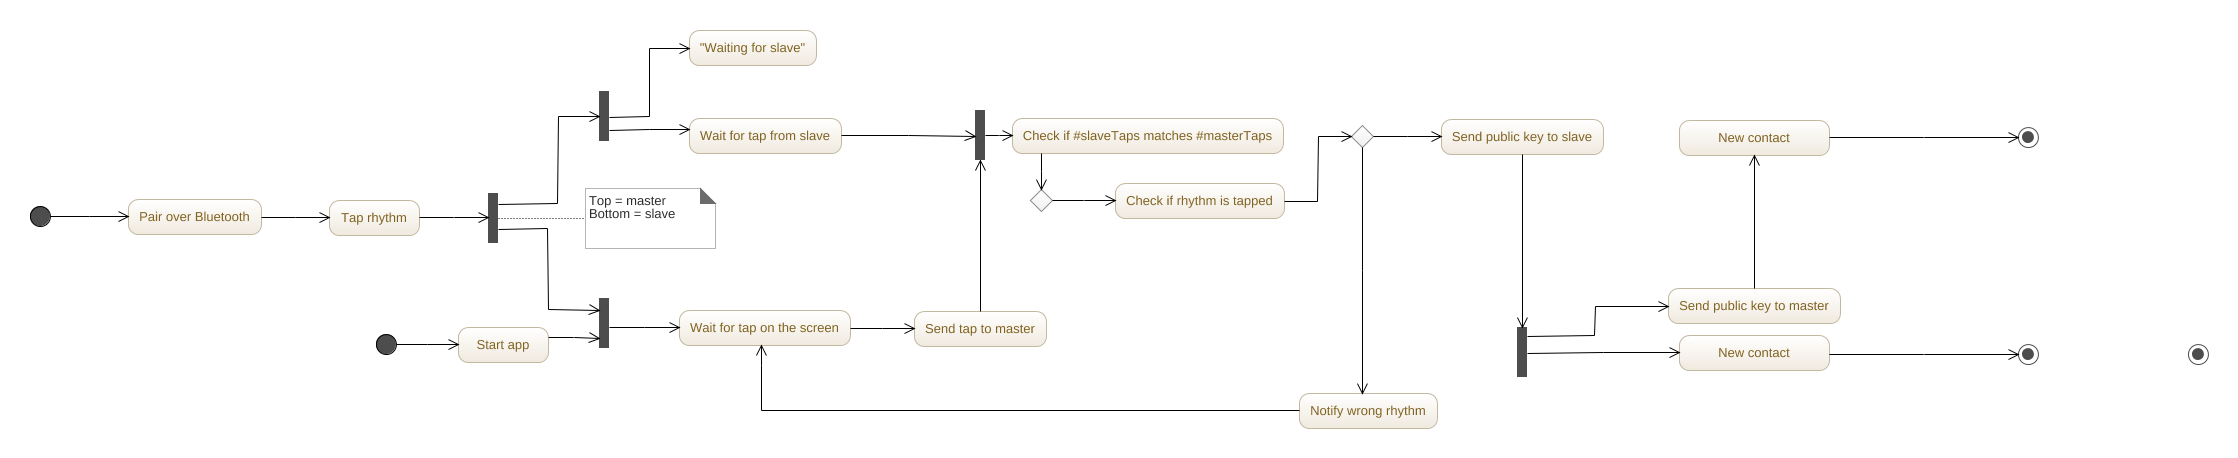 "Waiting for slave"
Wait for tap from slave
Check if #slaveTaps matches #masterTaps
Send public key to slave
New contact
Pair over Bluetooth
Tap rhythm
Top = master
Bottom = slave
Check if rhythm is tapped
Send public key to master
Start app
Wait for tap on the screen
Send tap to master
New contact
Notify wrong rhythm